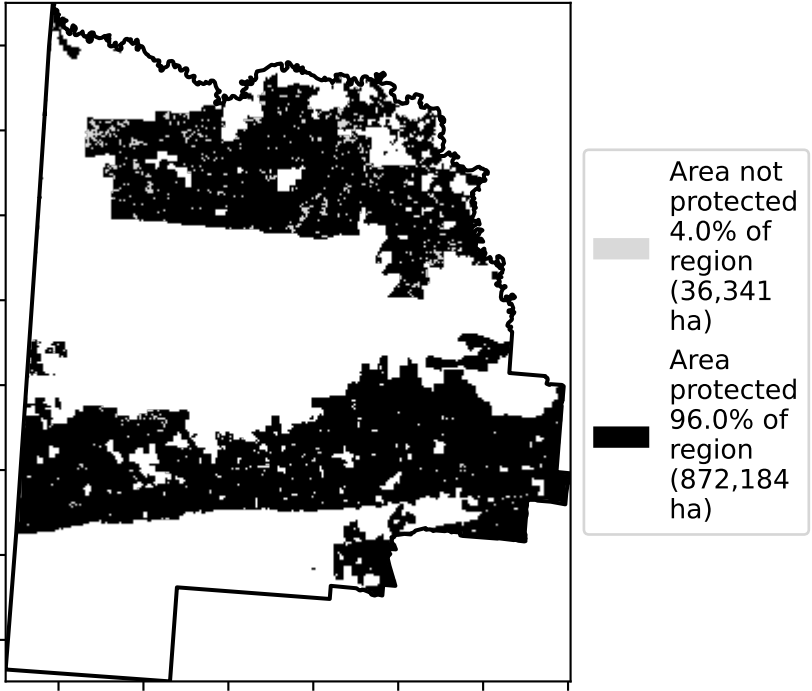 Area not
protected
4.0% of
region
(36,341
ha)
Area
protected
96.0% of
region
(872,184
ha)